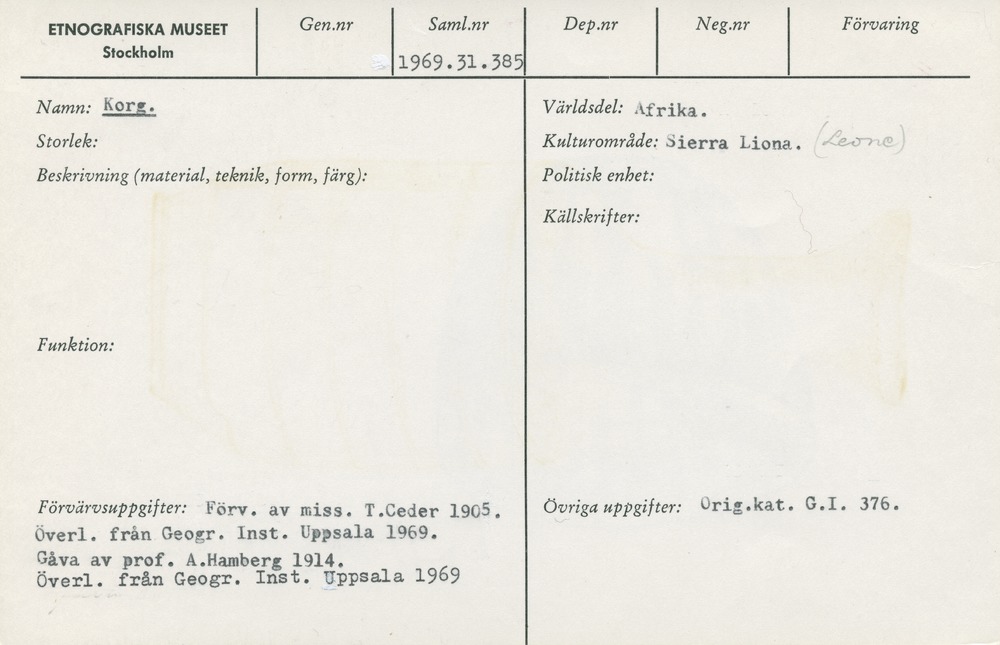 ETNOGRAFISKA MUSEET
Stockholm
Gen.nr
Saml.nr
1969.31.385
Dep.nr
Neg.nr
Förvaring
Namn: Korg.
Storlek:
Beskrivning (material, teknik, form, färg):
Funktion:
Förvärvsuppgifter: Förv. av miss. T.Ceder 1905.
Överl. från Geogr. Inst. Uppsala 1969.
Gåva av prof. A.Hamberg 1914.
Överl. från Geogr. Inst. Uppsala 1969
Världsdel: Afrika.
Kulturområde: Sierra Liona. (Leone)
Politisk enhet:
Källskrifter:
Övriga uppgifter: Orig.kat. G.I. 376.